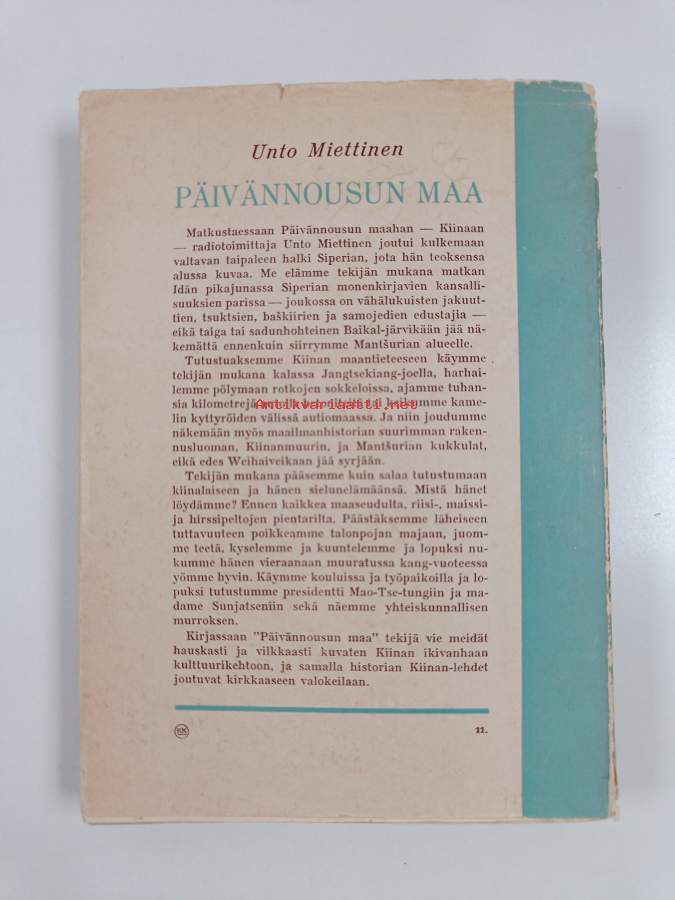 Unto Miettinen
PÄIVÄNNOUSUN MAA
Matkustaessaan Päivännousun maahan — Kiinaan
— radiotoimittaja Unto Miettinen joutui kulkemaan
valtavan taipaleen halki Siperian, jota hän teoksensa
alussa kuvaa. Me elämme tekijän mukana matkan
Idän pikajunassa Siperian monenkirjavien kansalli-
suuksien parissa — joukossa on vähälukuisten jakuut-
tien, tsuktsien, baškiirien ja samojedien edustajia —
eikä taiga tai sadunhohteinen Baikal-järvikään jää nä-
kemättä ennenkuin siirrymme Mantšurian alueelle.
Tutustuaksemme Kiinan maantieteeseen käymme
tekijän mukana kalassa Jangtsekiang-joella, harhai-
lemme pölymaan rotkojen sokkeloissa, ajamme tuhan-
sia kilometrejä kame-
Antikvariaatti.net
lin kyttyröiden välissä autiomaassa. Ja niin joudumme
näkemään myös maailmanhistorian suurimman raken-
nusluoman, Kiinanmuurin, ja Mantšurian kukkulat,
eikä edes Weihaiveikaan jää syrjään.
Tekijän mukana pääsemme kuin salaa tutustumaan
kiinalaiseen ja hänen sielunelämäänsä. Mistä hänet
löydämme? Ennen kaikkea maaseudulta, riisi-, maissi-
ja hirssipeltojen pientarilta. Päästäksemme läheiseen
tuttavuuteen poikkeamme talonpojan majaan, juom-
me teetä, kyselemme ja kuuntelemme ja lopuksi nu-
kumme hänen vieraanaan muuratussa kang-vuoteessa
yömme hyvin. Käymme kouluissa ja työpaikoilla ja lo-
puksi tutustumme presidentti Mao-Tse-tungiin ja ma-
dame Sunjatseniin sekä näemme yhteiskunnallisen
murroksen.
Kirjassaan "Päivännousun maa" tekijä vie meidät
hauskasti ja vilkkaasti kuvaten Kiinan ikivanhaan
kulttuurikehtoon, ja samalla historian Kiinan-lehdet
joutuvat kirkkaaseen valokeilaan.
KK
11.